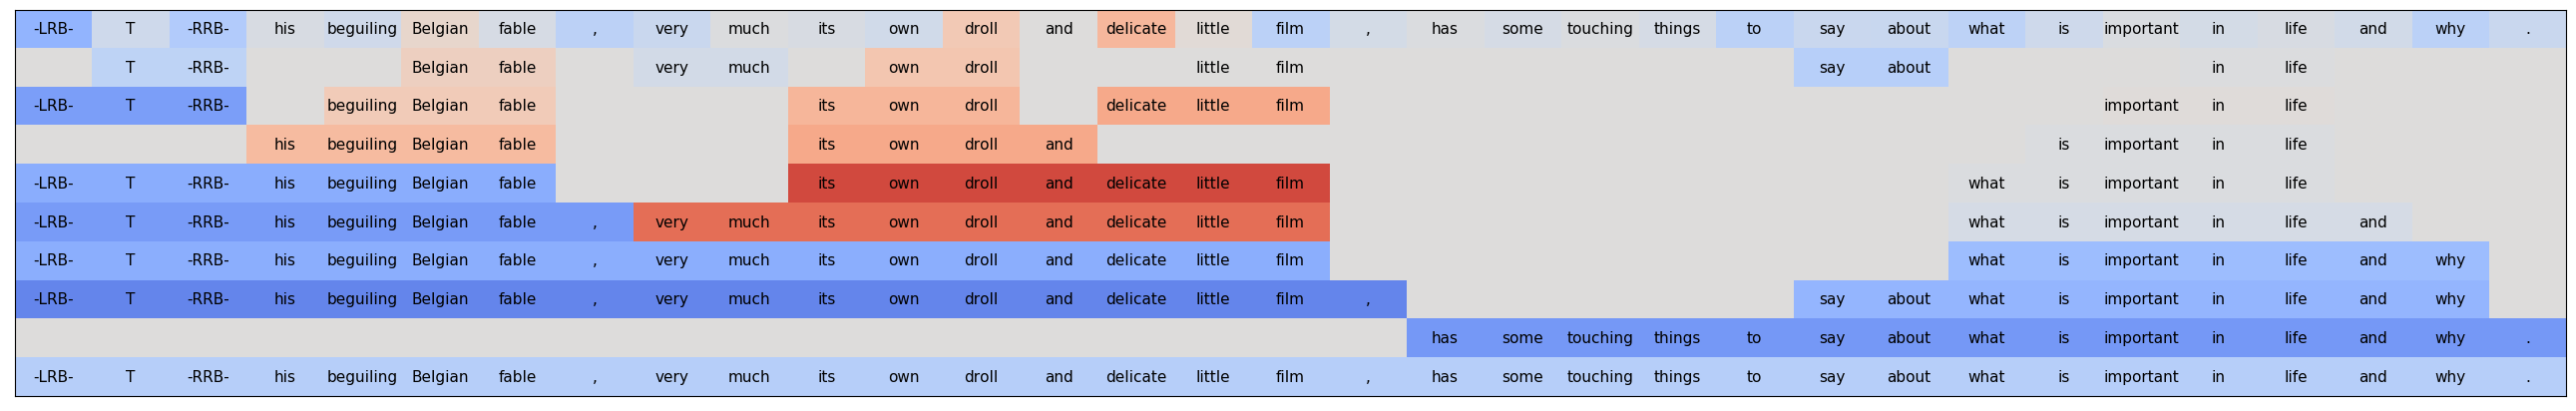 -LRB- T -RRB- his beguiling Belgian fable , very much its own droll and delicate little film , has some touching things to say about what is important in life and why .
T -RRB- Belgian fable very much own droll little film say about in life
-LRB- T -RRB- beguiling Belgian fable its own droll delicate little film important in life
his beguiling Belgian fable its own droll and is important in life
-LRB- T -RRB- his beguiling Belgian fable its own droll and delicate little film what is important in life
-LRB- T -RRB- his beguiling Belgian fable , very much its own droll and delicate little film what is important in life and
-LRB- T -RRB- his beguiling Belgian fable , very much its own droll and delicate little film what is important in life and why
-LRB- T -RRB- his beguiling Belgian fable , very much its own droll and delicate little film , say about what is important in life and why
has some touching things to say about what is important in life and why .
-LRB- T -RRB- his beguiling Belgian fable , very much its own droll and delicate little film , has some touching things to say about what is important in life and why .